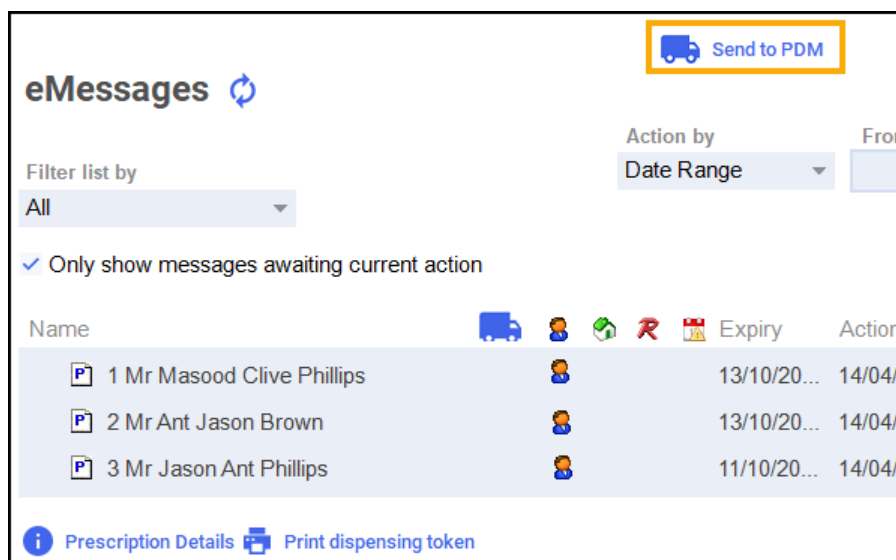 Send to PDM
eMessages
Action by
Filter list by
Date Range
All
Only show messages awaiting current action
Name Expiry Action
P 1 Mr Masood Clive Phillips 13/10/20... 14/04/
P 2 Mr Ant Jason Brown 13/10/20... 14/04/
P 3 Mr Jason Ant Phillips 11/10/20... 14/04/
Prescription Details Print dispensing token